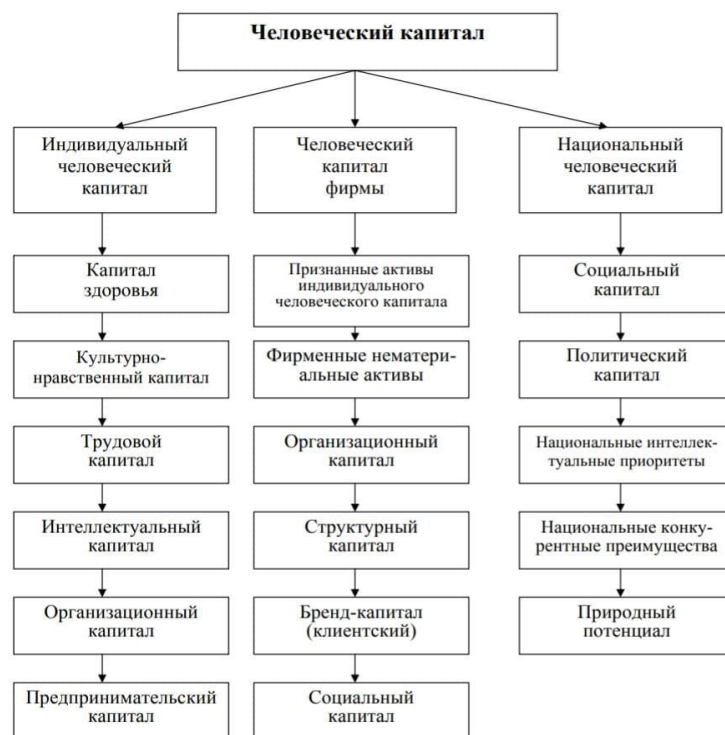 Человеческий капитал
Индивидуальный
человеческий
капитал
Капитал
здоровья
Культурно-
нравственный капитал
Трудовой
капитал
Интеллектуальный
капитал
Организационный
капитал
Предпринимательский
капитал
Человеческий
капитал
фирмы
Признанные активы
индивидуального
человеческого капитала
Фирменные нематери-
альные активы
Организационный
капитал
Структурный
капитал
Бренд-капитал
(клиентский)
Социальный
капитал
Национальный
человеческий
капитал
Социальный
капитал
Политический
капитал
Национальные интеллек-
туальные приоритеты
Национальные конку-
рентные преимущества
Природный
потенциал